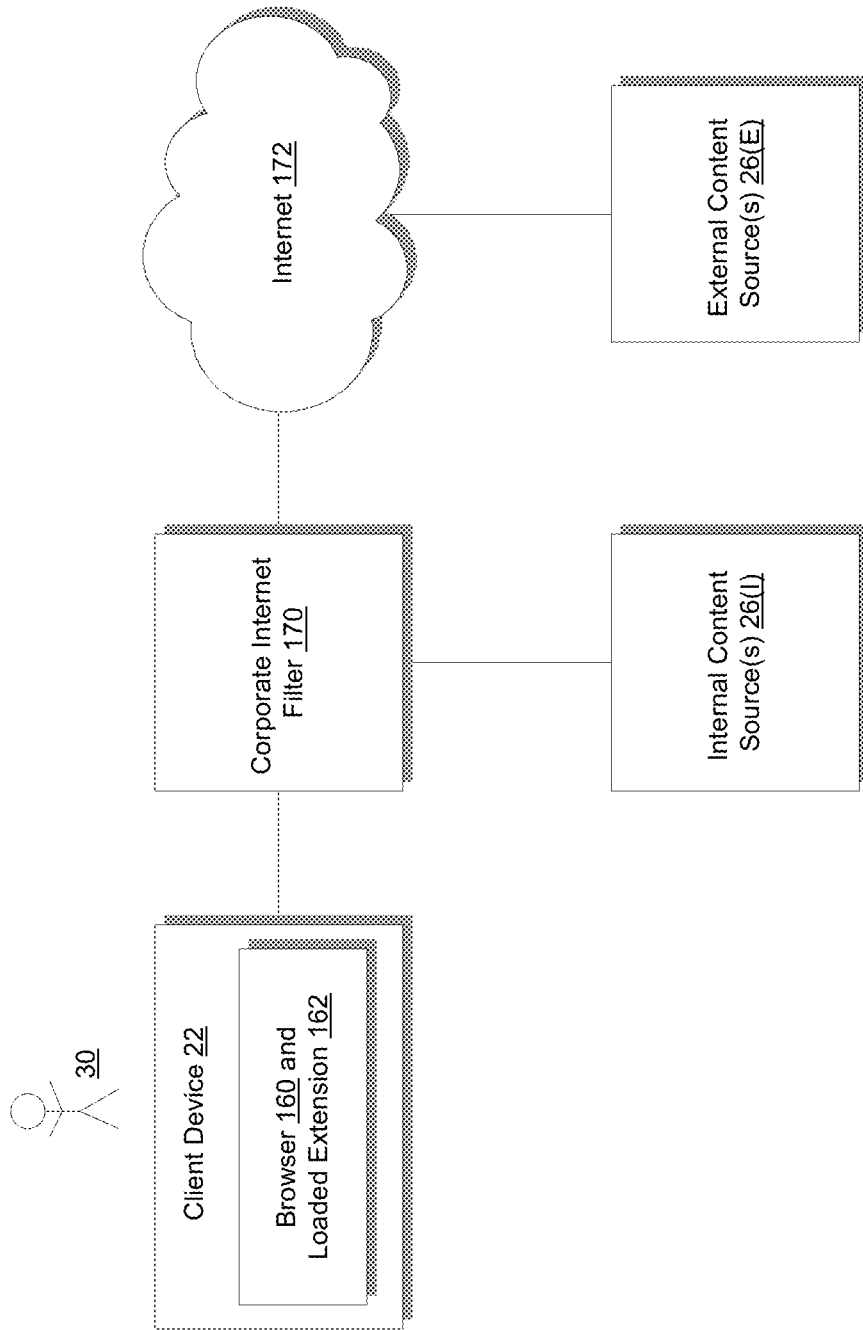 30
Client Device 22
Browser 160 and
Loaded Extension 162
Corporate Internet
Filter 170
Internet 172
Internal Content
Source(s) 26(I)
External Content
Source(s) 26(E)